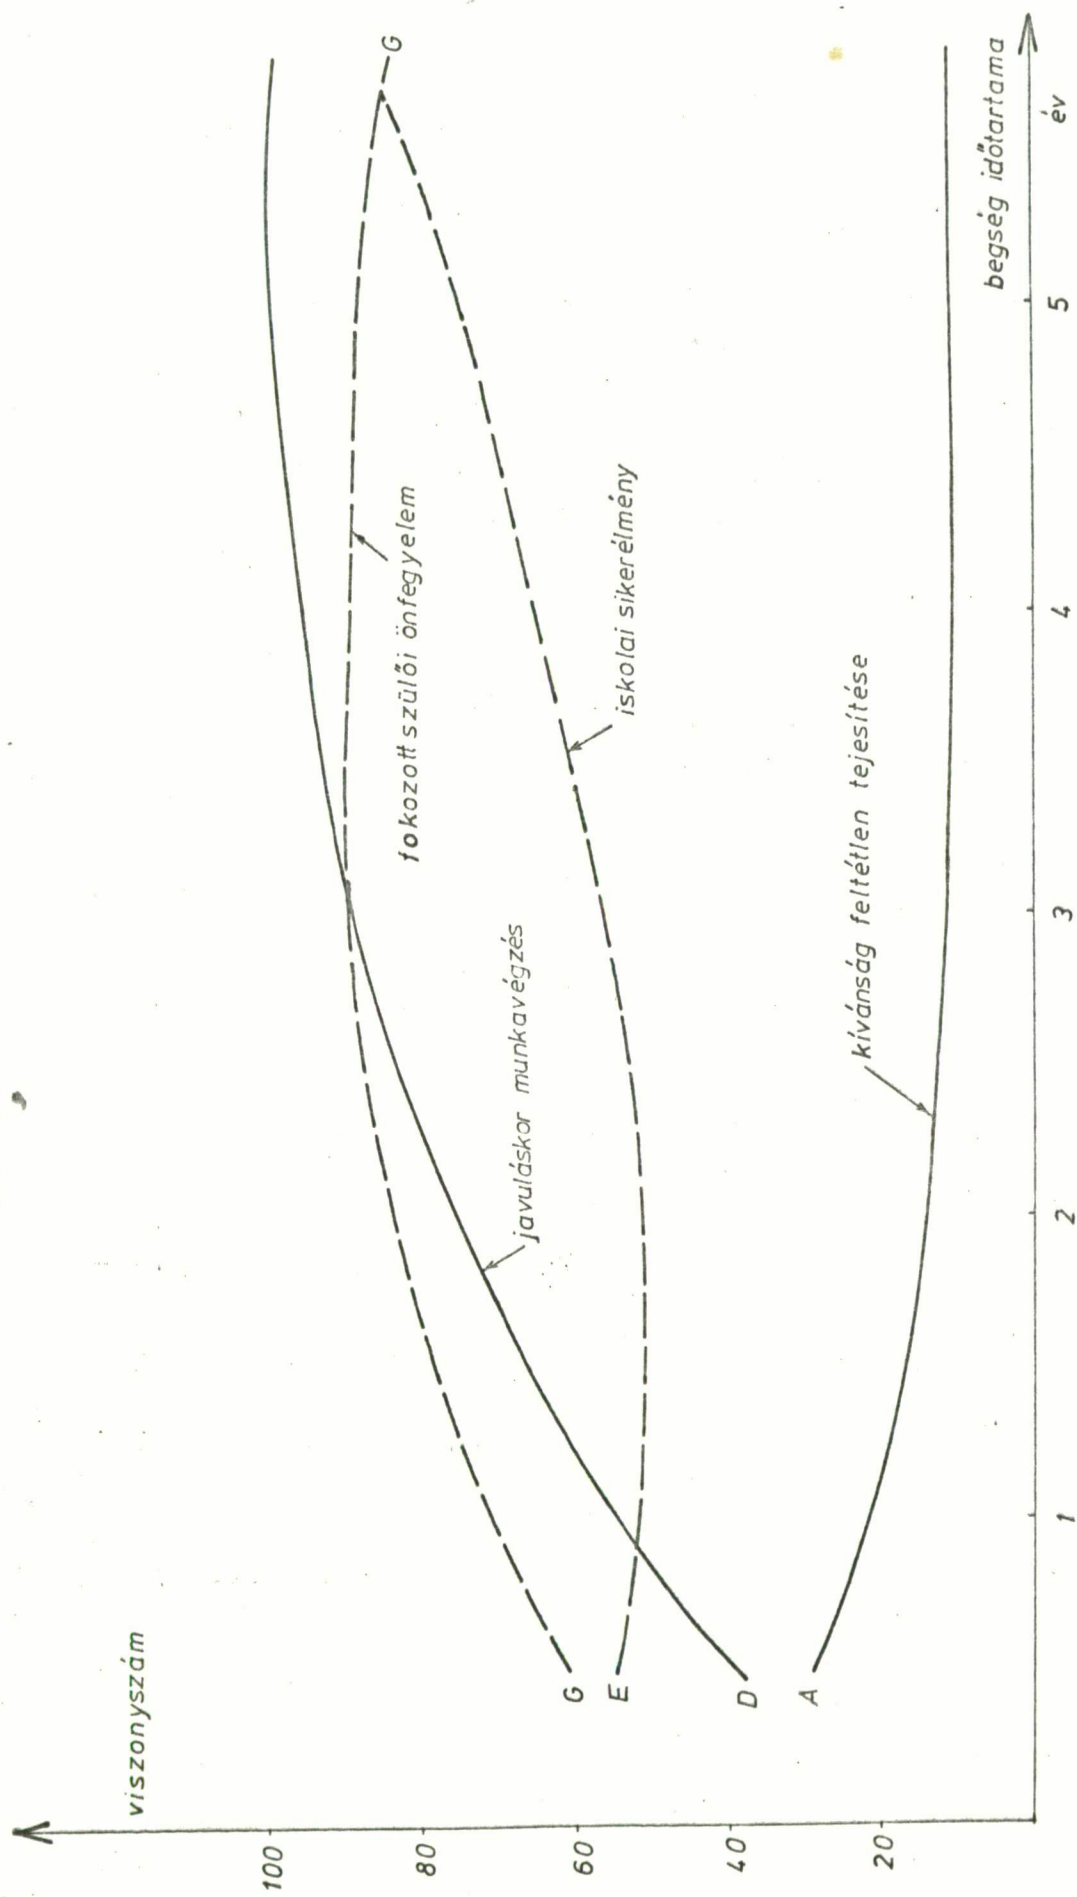 viszonyszám
100
80
60
40
20
G
E
D
A
G
fokozott szülői önfegyelem
javuláskor munkavégzés
iskolai sikerélmény
kívánság feltétlen tejesítése
1
2
3
4
5
év
begség időtartama